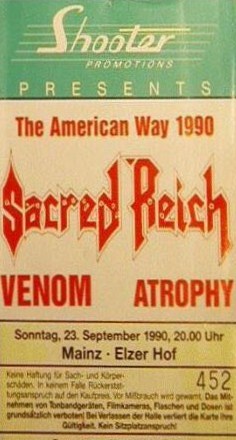 Shooter
PROMOTIONS
PRESENTS
The American Way 1990
Sacred Reich
VENOM ATROPHY
Sonntag, 23. September 1990, 20.00 Uhr
Mainz · Elzer Hof
Keine Haftung für Sach- und Körper-
schäden. In keinem Falle Rückerstat-
452
tungsanspruch auf den Kaufpreis. Vor Mißbrauch wird gewarnt. Das Mit-
nehmen von Tonbandgeräten, Filmkameras, Flaschen und Dosen ist
grundsätzlich verboten! Bei Verlassen der Halle verliert die Karte ihre
Gültigkeit. Kein Sitzplatzanspruch!